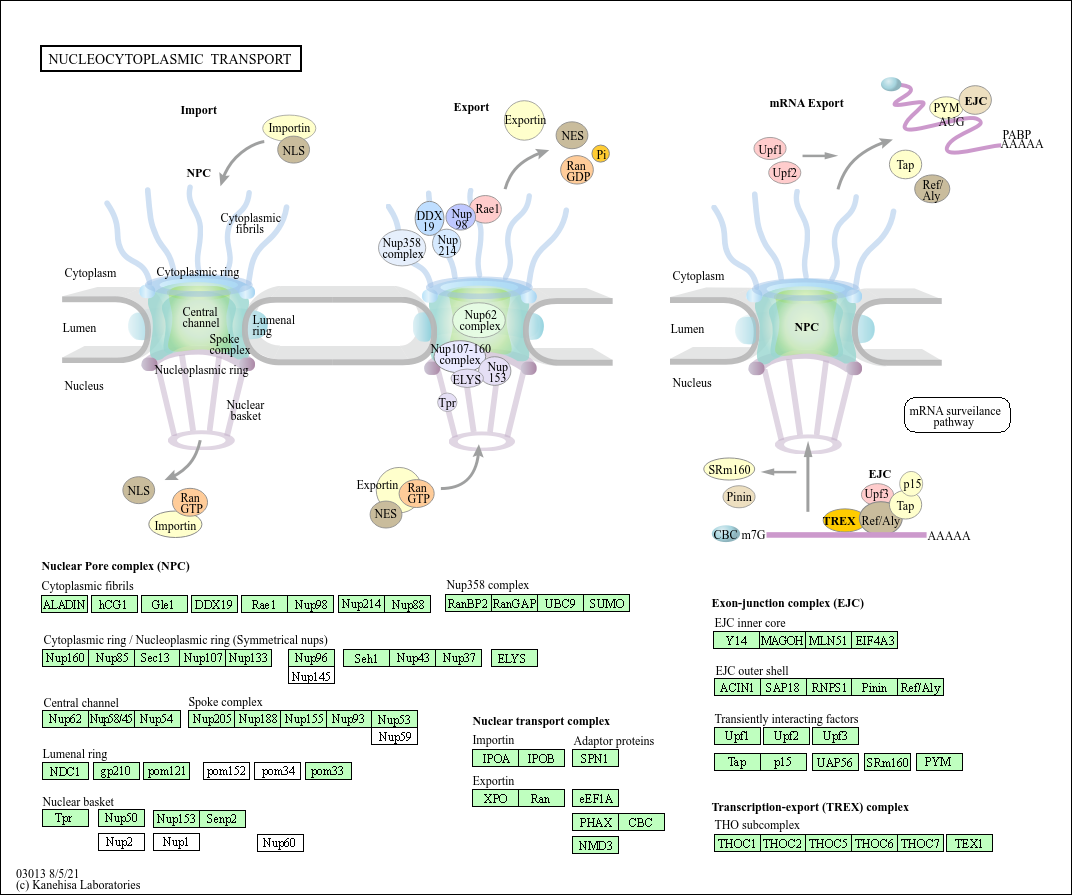 NUCLEOCYTOPLASMIC TRANSPORT
Import
Importin
NLS
NPC
Cytoplasmic
fibrils
Cytoplasm
Cytoplasmic ring
Central
channel
Lumenal
ring
Lumen
Spoke
complex
Nucleoplasmic ring
Nucleus
Nuclear
basket
NLS
Ran
GTP
Importin
Export
Exportin
NES
Pi
Ran
GDP
DDX
19
Nup
98
Rae1
Nup358
complex
Nup
214
Nup62
complex
Nup107-160
complex
Nup
153
ELYS
Tpr
Exportin
Ran
GTP
NES
mRNA Export
PYM
EJC
AUG
PABP
AAAAA
Upf1
Upf2
Tap
Ref/
Aly
Cytoplasm
Lumen
NPC
Nucleus
mRNA surveilance
pathway
SRm160
Pinin
EJC
Upf3
p15
Tap
TREX
Ref/Aly
CBC
m7G
AAAAA
Nuclear Pore complex (NPC)
Cytoplasmic fibrils
ALADIN
hCG1
Gle1
DDX19
Rae1
Nup98
Nup214
Nup88
Nup358 complex
RanBP2
RanGAP
UBC9
SUMO
Cytoplasmic ring / Nucleoplasmic ring (Symmetrical nups)
Nup160
Nup85
Sec13
Nup107
Nup133
Nup96
Seh1
Nup43
Nup37
ELYS
Nup145
Central channel
Nup62
Nup58/45
Nup54
Spoke complex
Nup205
Nup188
Nup155
Nup93
Nup53
Nup59
Lumenal ring
NDC1
gp210
pom121
pom152
pom34
pom33
Nuclear basket
Tpr
Nup50
Nup153
Senp2
Nup2
Nup1
Nup60
Nuclear transport complex
Importin
IPOA
IPOB
Adaptor proteins
SPN1
Exportin
XPO
Ran
eEF1A
PHAX
CBC
NMD3
Exon-junction complex (EJC)
EJC inner core
Y14
MAGOH
MLN51
EIF4A3
EJC outer shell
ACIN1
SAP18
RNPS1
Pinin
Ref/Aly
Transiently interacting factors
Upf1
Upf2
Upf3
Tap
p15
UAP56
SRm160
PYM
Transcription-export (TREX) complex
THO subcomplex
THOC1
THOC2
THOC5
THOC6
THOC7
TEX1
03013 8/5/21
(c) Kanehisa Laboratories